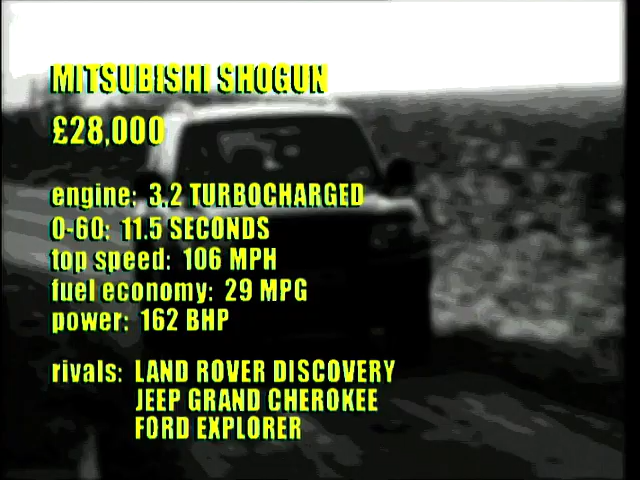 MITSUBISHI SHOGUN
£28,000
engine: 3.2 TURBOCHARGED
0-60: 11.5 SECONDS
top speed: 106 MPH
fuel economy: 29 MPG
power: 162 BHP
rivals: LAND ROVER DISCOVERY
JEEP GRAND CHEROKEE
FORD EXPLORER